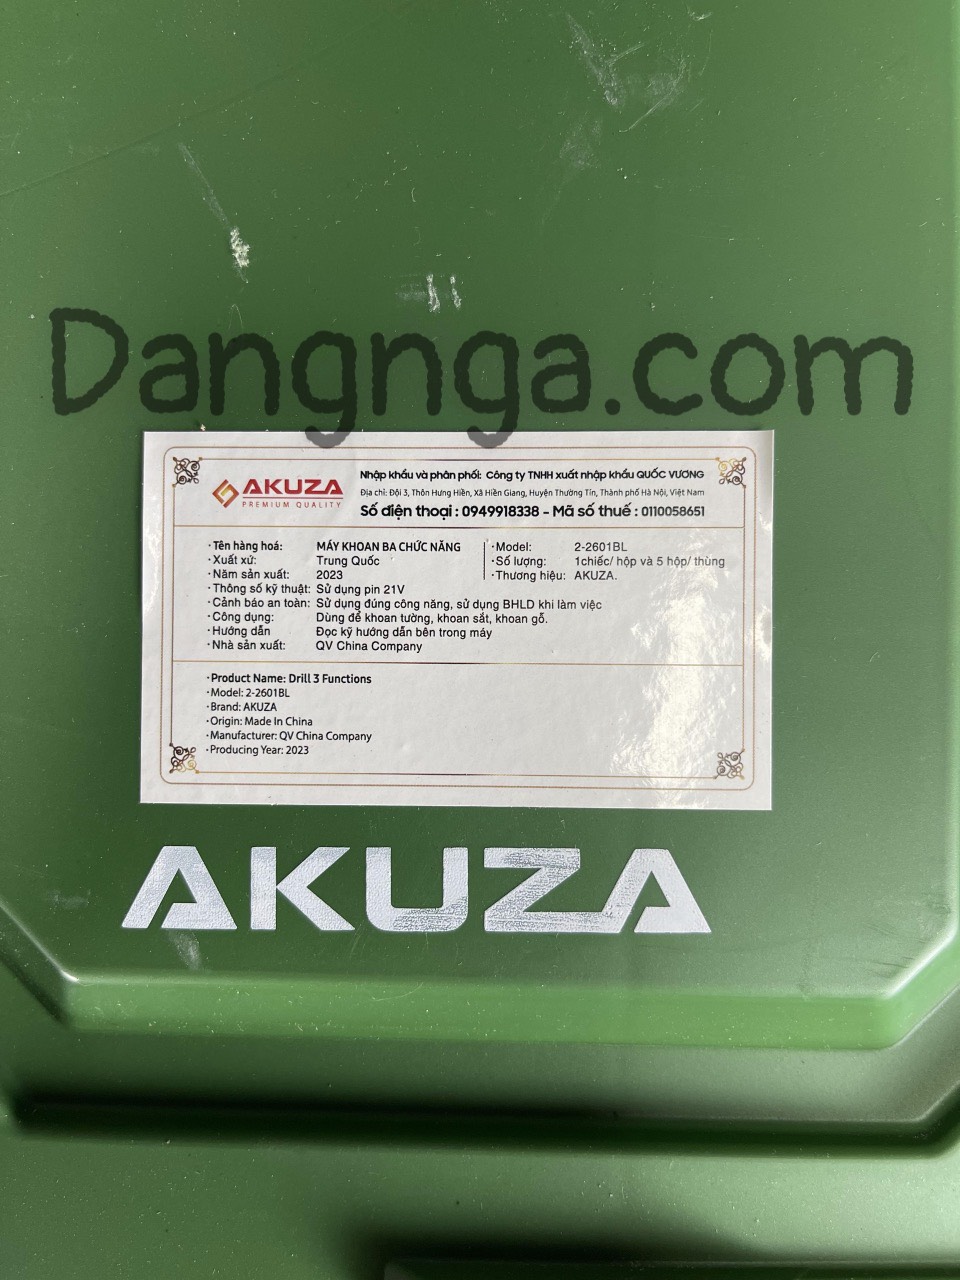 Dangnga.com
AKUZA
PREMIUM QUALITY
Nhập khẩu và phân phối: Công ty TNHH xuất nhập khẩu QUỐC VƯƠNG
Địa chỉ: Đội 3, Thôn Hưng Hiền, Xã Hiền Giang, Huyện Thường Tín, Thành phố Hà Nội, Việt Nam
Số điện thoại : 0949918338 - Mã số thuế : 0110058651
· Tên hàng hoá: MÁY KHOAN BA CHỨC NĂNG
· Xuất xứ: Trung Quốc
· Năm sản xuất: 2023
· Thông số kỹ thuật: Sử dụng pin 21V
· Cảnh báo an toàn: Sử dụng đúng công năng, sử dụng BHLD khi làm việc
· Công dụng: Dùng để khoan tường, khoan sắt, khoan gỗ.
· Hướng dẫn Đọc kỹ hướng dẫn bên trong máy
· Nhà sản xuất: QV China Company
· Model: 2-2601BL
· Số lượng: 1chiếc/ hộp và 5 hộp/ thùng
· Thương hiệu: AKUZA.
· Product Name: Drill 3 Functions
· Model: 2-2601BL
· Brand: AKUZA
· Origin: Made In China
· Manufacturer: QV China Company
· Producing Year: 2023
AKUZA